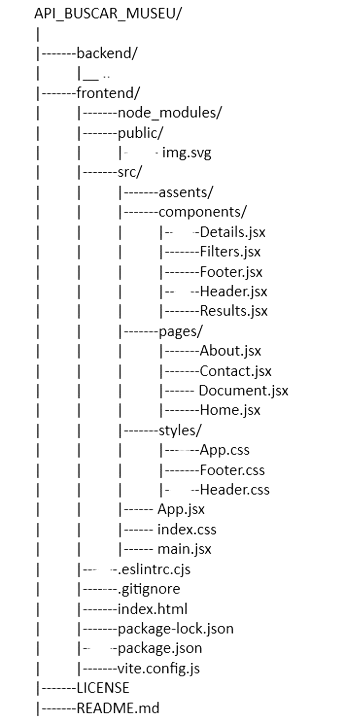 API_BUSCAR_MUSEU/
|
|-------backend/
|        |__ ..
|-------frontend/
|        |-------node_modules/
|        |-------public/
|        |        |-      - img.svg
|        |-------src/
|        |        |-------assents/
|        |        |-------components/
|        |        |        |--    --Details.jsx
|        |        |        |-------Filters.jsx
|        |        |        |-------Footer.jsx
|        |        |        |--   --Header.jsx
|        |        |        |-------Results.jsx
|        |        |-------pages/
|        |        |        |-------About.jsx
|        |        |        |-------Contact.jsx
|        |        |        |------ Document.jsx
|        |        |        |-------Home.jsx
|        |        |-------styles/
|        |        |        |---  --App.css
|        |        |        |-------Footer.css
|        |        |        |-    --Header.css
|        |        |------ App.jsx
|        |        |------ index.css
|        |        |------ main.jsx
|        |---   --.eslintrc.cjs
|        |-------.gitignore
|        |-------index.html
|        |-------package-lock.json
|        |-    --package.json
|        |-------vite.config.js
|-------LICENSE
|-------README.md